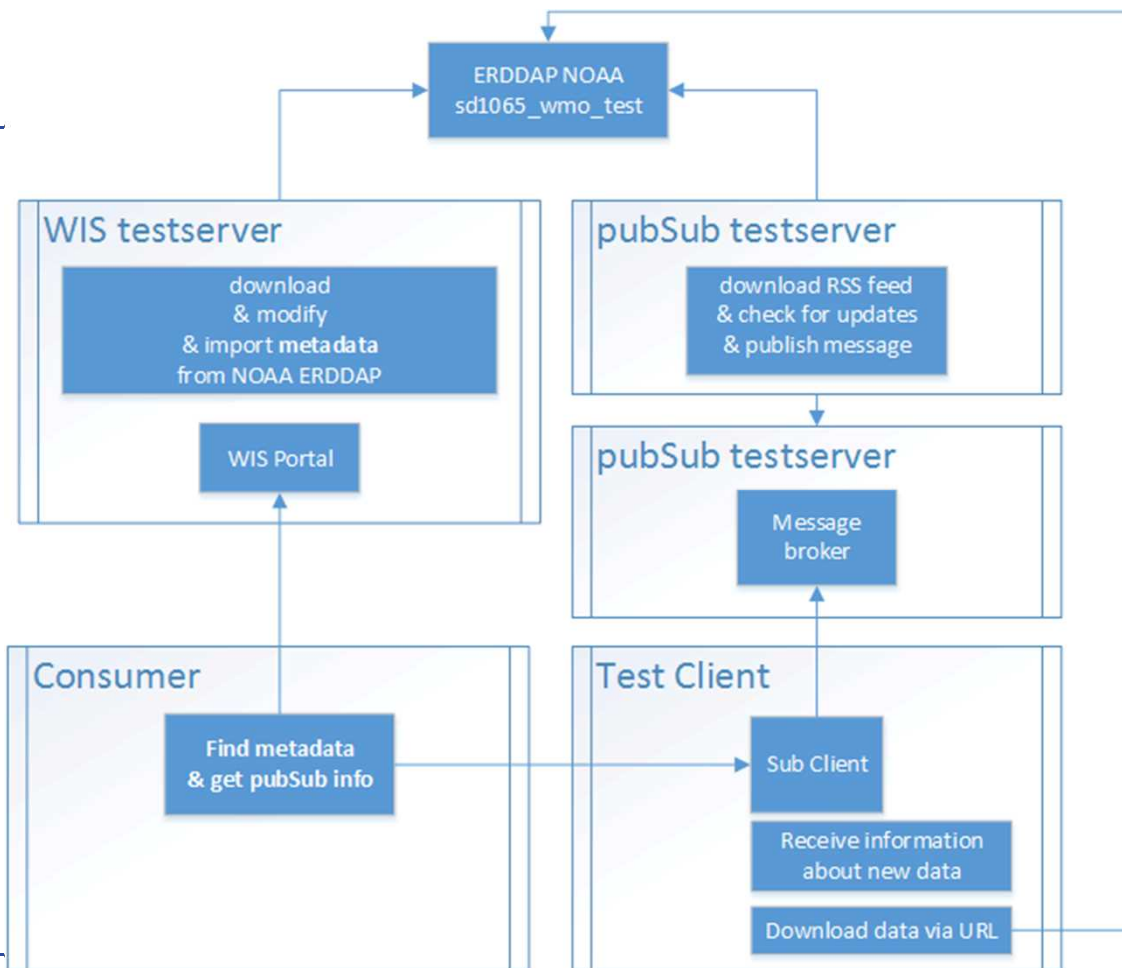 ERDDAP NOAA
sd1065_wmo_test
WIS testserver
download
& modify
& import metadata
from NOAA ERDDAP
WIS Portal
pubSub testserver
download RSS feed
& check for updates
& publish message
pubSub testserver
Message
broker
Consumer
Find metadata
& get pubSub info
Test Client
Sub Client
Receive information
about new data
Download data via URL